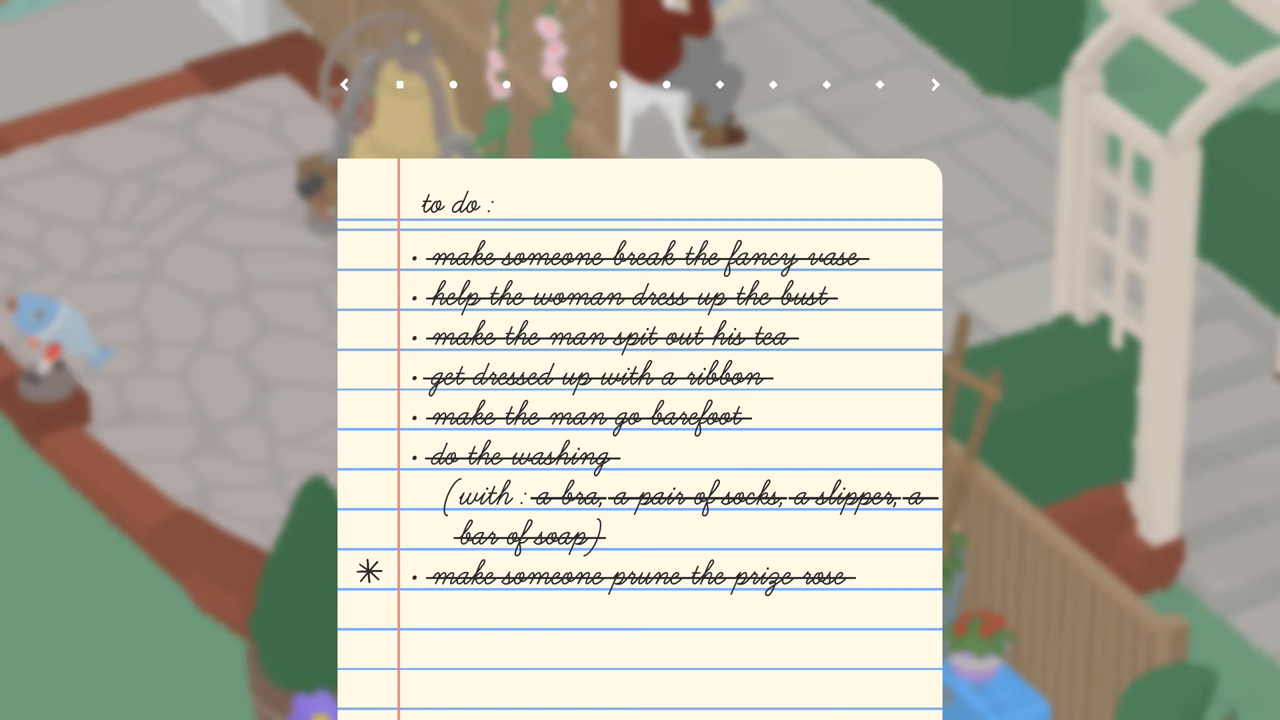 to do :
• make someone break the fancy vase
• help the woman dress up the bust
• make the man spit out his tea
• get dressed up with a ribbon
• make the man go barefoot
• do the washing
(with : a bra, a pair of socks, a slipper, a
bar of soap)
• make someone prune the prize rose